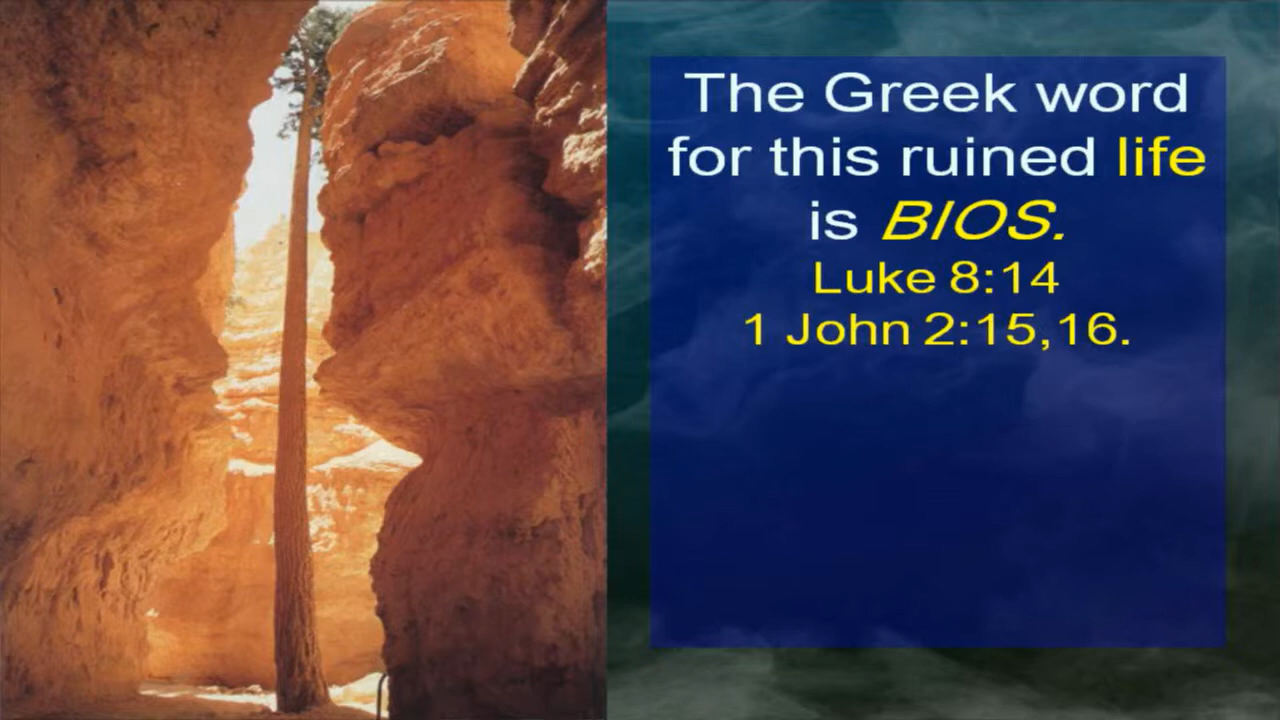 The Greek word
for this ruined life
is BIOS.
Luke 8:14
1 John 2:15,16.